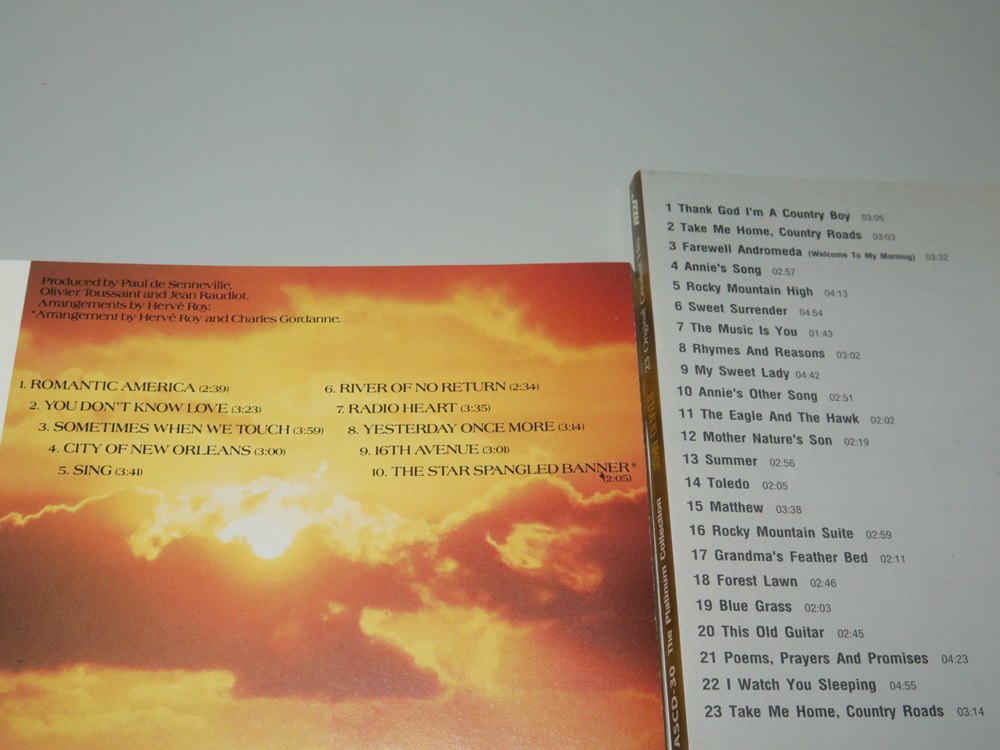 Produced by Paul de Senneville,
Olivier Toussaint and Jean Baudlot.
Arrangements by Hervé Roy.
*Arrangement by Hervé Roy and Charles Gordanne.
1. ROMANTIC AMERICA (2:39)
2. YOU DON'T KNOW LOVE (3:23)
3. SOMETIMES WHEN WE TOUCH (3:59)
4. CITY OF NEW ORLEANS (3:00)
5. SING (3:41)
6. RIVER OF NO RETURN (2:34)
7. RADIO HEART (3:35)
8. YESTERDAY ONCE MORE (3:14)
9. 16TH AVENUE (3:01)
10. THE STAR SPANGLED BANNER*
(2:05)
ASCD-30 The Platinum Collection JOHN DENVER 23 Original Greatest Hits
1 Thank God I'm A Country Boy 03:05
2 Take Me Home, Country Roads 03:03
3 Farewell Andromeda (Welcome To My Morning) 03:32
4 Annie's Song 02:57
5 Rocky Mountain High 04:13
6 Sweet Surrender 04:54
7 The Music Is You 01:43
8 Rhymes And Reasons 03:02
9 My Sweet Lady 04:42
10 Annie's Other Song 02:51
11 The Eagle And The Hawk 02:02
12 Mother Nature's Son 02:19
13 Summer 02:56
14 Toledo 02:05
15 Matthew 03:38
16 Rocky Mountain Suite 02:59
17 Grandma's Feather Bed 02:11
18 Forest Lawn 02:46
19 Blue Grass 02:03
20 This Old Guitar 02:45
21 Poems, Prayers And Promises 04:23
22 I Watch You Sleeping 04:55
23 Take Me Home, Country Roads 03:14